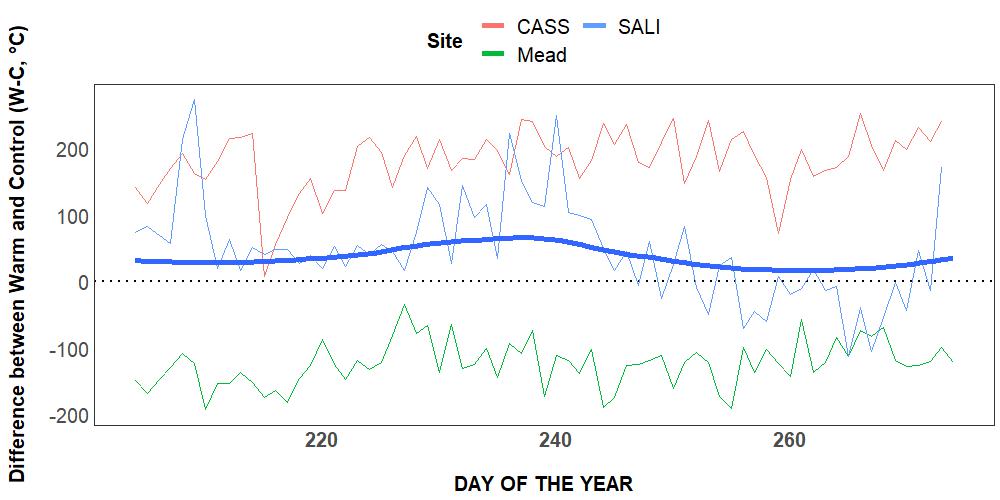 Site CASS SALI
Mead
Difference between Warm and Control (W-C, °C)
200
100
0
-100
-200
220 240 260
DAY OF THE YEAR